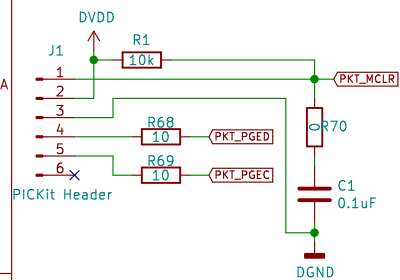 DVDD
J1
R1
10k
A
1
2
3
4
5
6
PKT_MCLR
0
R70
R68
10
PKT_PGED
R69
10
PKT_PGEC
PICKit Header
C1
0.1uF
DGND